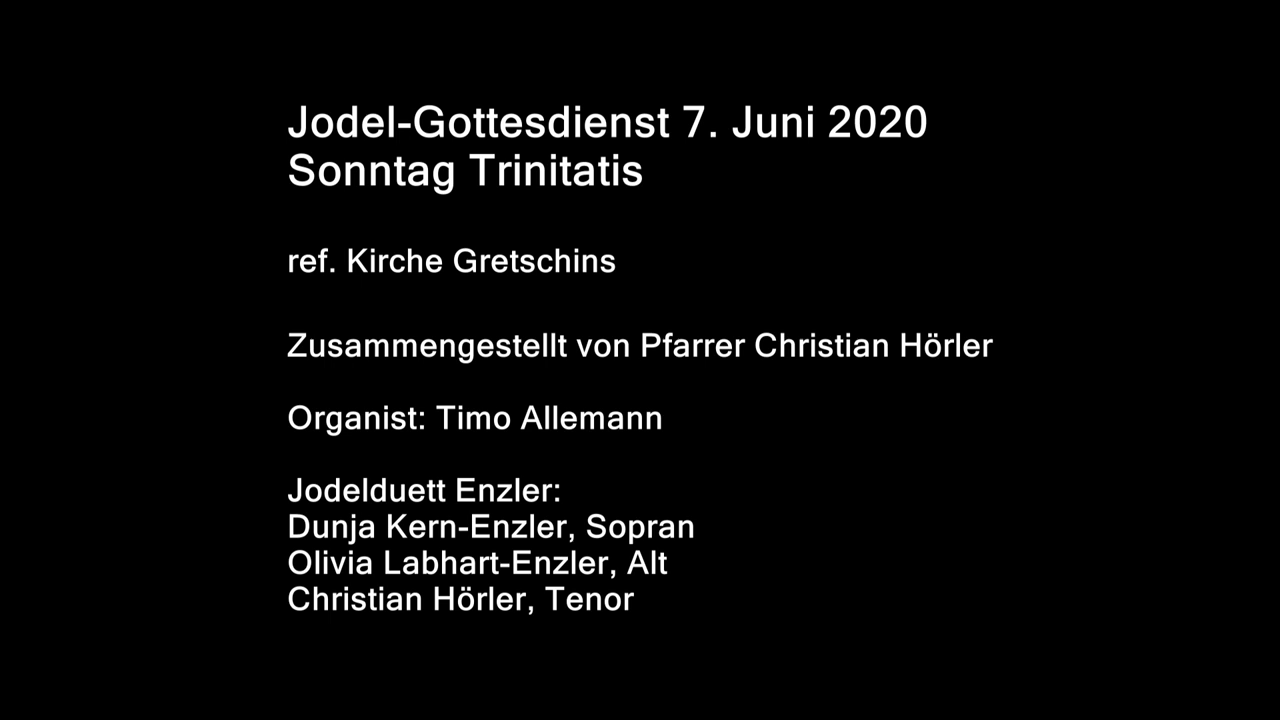 Jodel-Gottesdienst 7. Juni 2020
Sonntag Trinitatis
ref. Kirche Gretschins
Zusammengestellt von Pfarrer Christian Hörler
Organist: Timo Allemann
Jodelduett Enzler:
Dunja Kern-Enzler, Sopran
Olivia Labhart-Enzler, Alt
Christian Hörler, Tenor